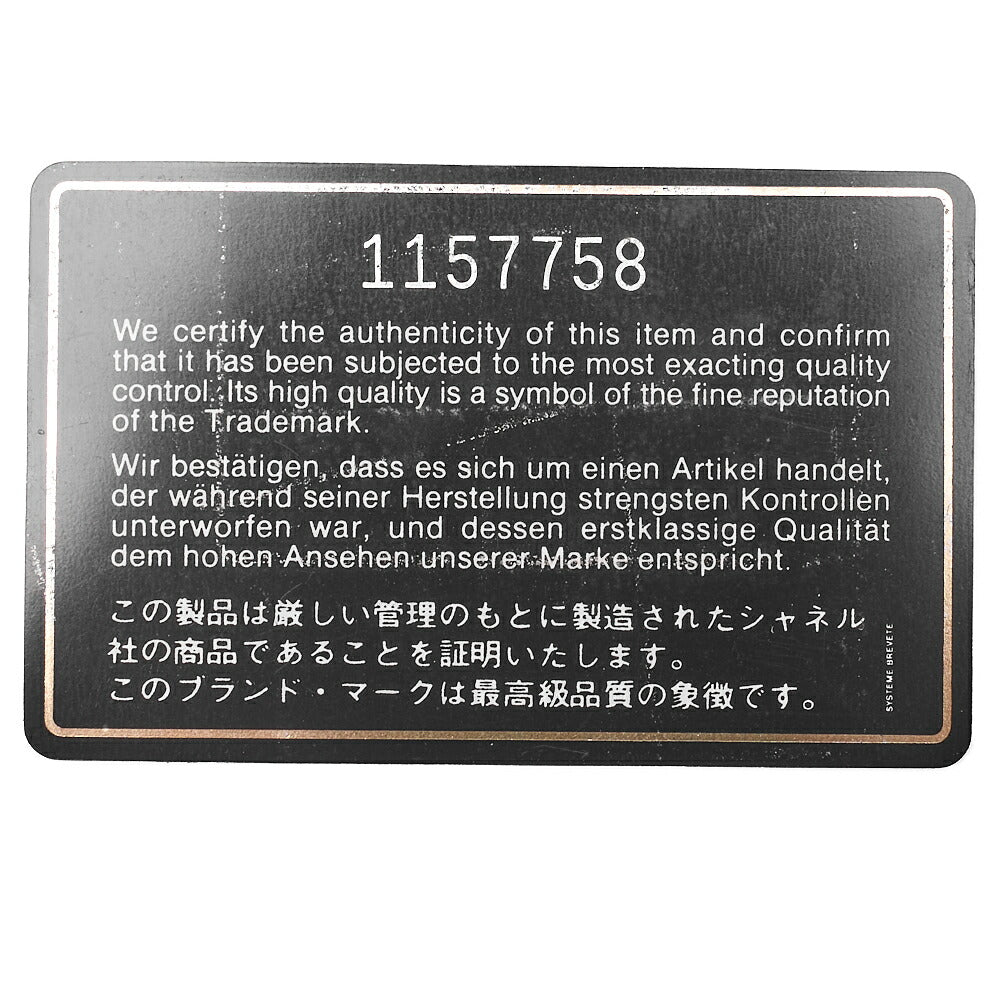 1157758
We certify the authenticity of this item and confirm
that it has been subjected to the most exacting quality
control. Its high quality is a symbol of the fine reputation
of the Trademark.
Wir bestätigen, dass es sich um einen Artikel handelt,
der während seiner Herstellung strengsten Kontrollen
unterworfen war, und dessen erstklassige Qualität
dem hohen Ansehen unserer Marke entspricht.
この製品は厳しい管理のもとに製造されたシャネル
社の商品であることを証明いたします。
このブランド・マークは最高級品質の象徴です。
SYSTEME BREVETE